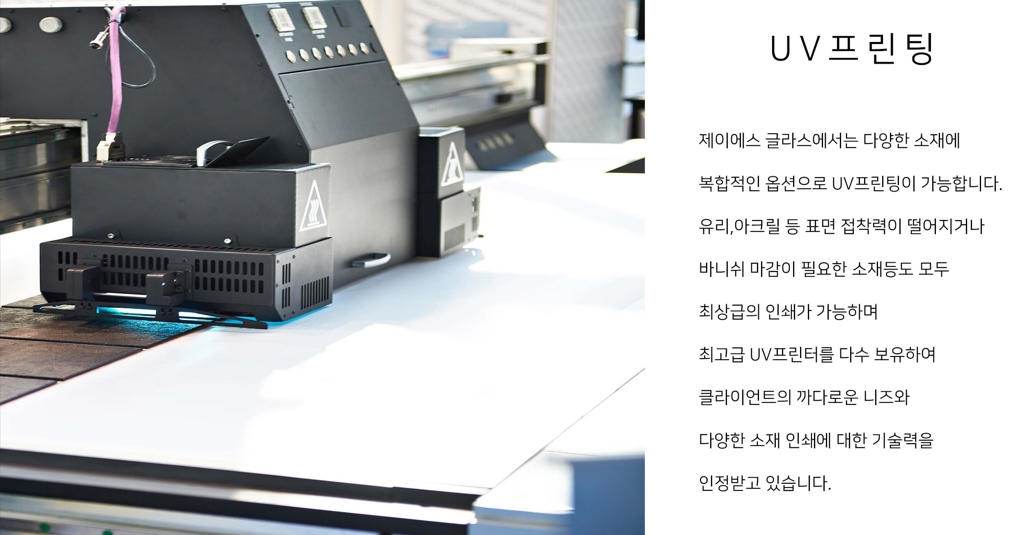 UV프린팅
제이에스 글라스에서는 다양한 소재에
복합적인 옵션으로 UV프린팅이 가능합니다.
유리,아크릴 등 표면 접착력이 떨어지거나
바니쉬 마감이 필요한 소재등도 모두
최상급의 인쇄가 가능하며
최고급 UV프린터를 다수 보유하여
클라이언트의 까다로운 니즈와
다양한 소재 인쇄에 대한 기술력을
인정받고 있습니다.